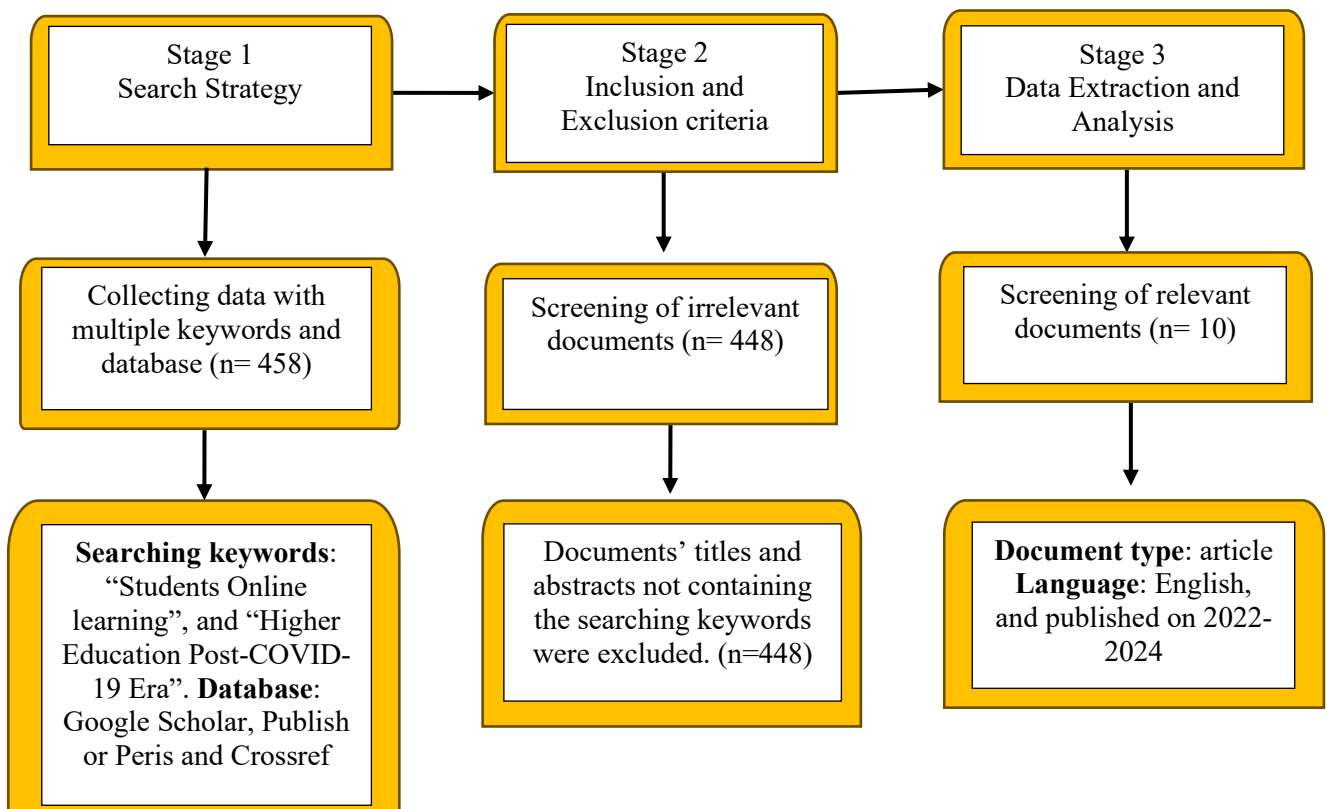 Stage 1
Search Strategy
Stage 2
Inclusion and
Exclusion criteria
Stage 3
Data Extraction and
Analysis
Collecting data with
multiple keywords and
database (n= 458)
Screening of irrelevant
documents (n= 448)
Screening of relevant
documents (n= 10)
Searching keywords:
“Students Online
learning”, and “Higher
Education Post-COVID-
19 Era”. Database:
Google Scholar, Publish
or Peris and Crossref
Documents’ titles and
abstracts not containing
the searching keywords
were excluded. (n=448)
Document type: article
Language: English,
and published on 2022-
2024